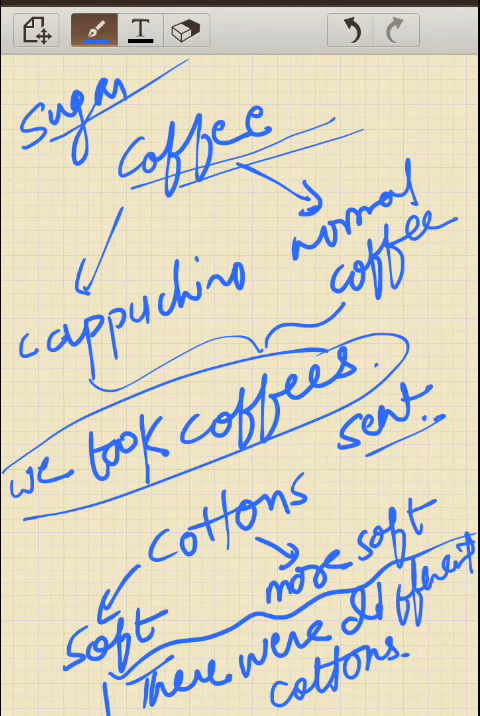 T
Sugar
Coffee
normal
coffee
cappuchino
we took coffees.
sent.
Cottons
more soft
Soft
There were different
cottons.